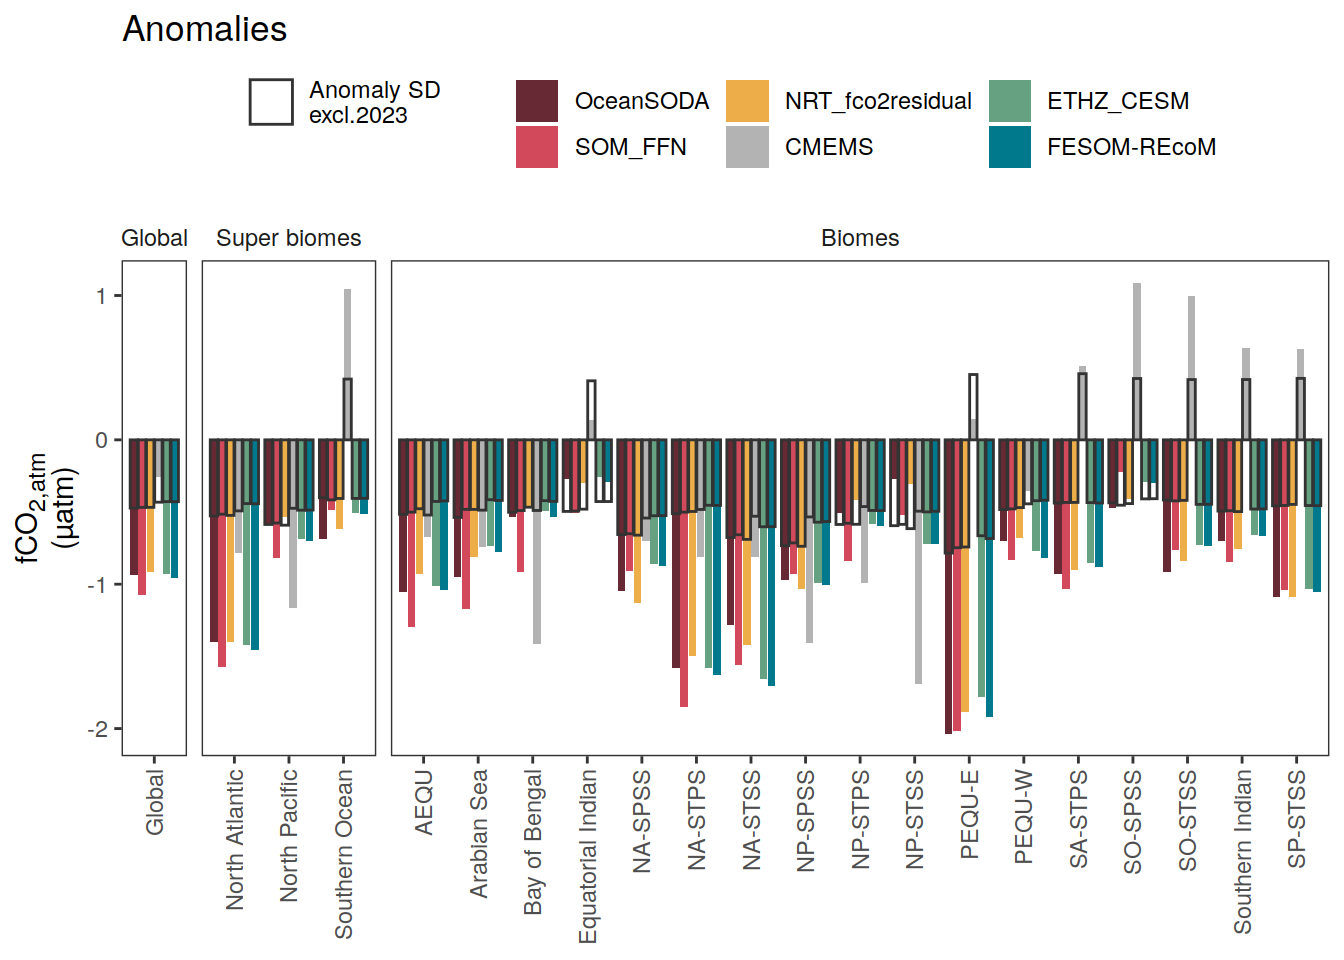 Anomalies
Anomaly SD
excl.2023
OceanSODA
SOM_FFN
NRT_fco2residual
CMEMS
ETHZ_CESM
FESOM-REcoM
Global
Super biomes
Biomes
fCO2,atm
(µatm)
1
0
-1
-2
Global
North Atlantic
North Pacific
Southern Ocean
AEQU
Arabian Sea
Bay of Bengal
Equatorial Indian
NA-SPSS
NA-STPS
NA-STSS
NP-SPSS
NP-STPS
NP-STSS
PEQU-E
PEQU-W
SA-STPS
SO-SPSS
SO-STSS
Southern Indian
SP-STSS